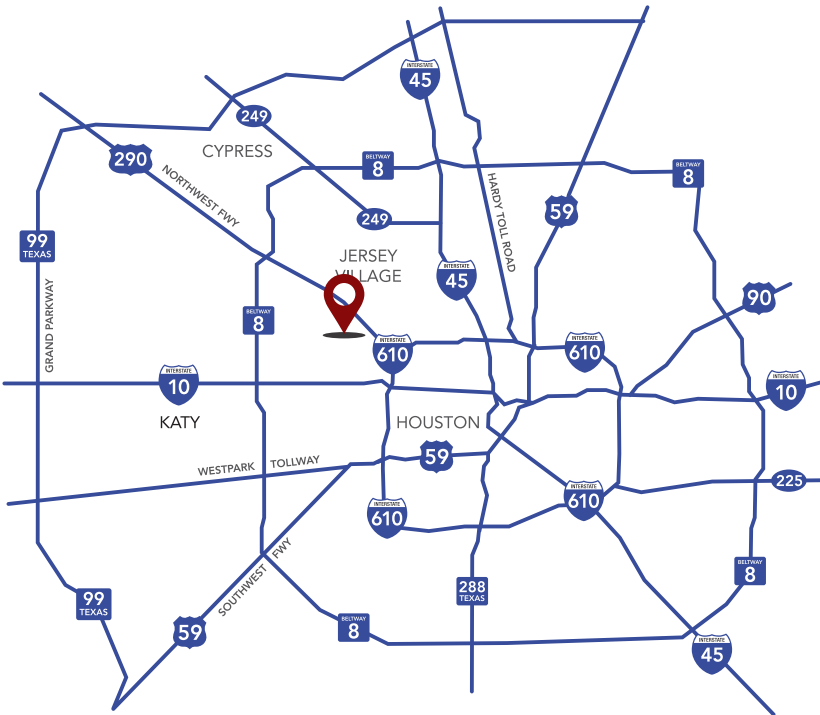 INTERSTATE
45
249
CYPRESS
290
BELTWAY
8
BELTWAY
8
NORTHWEST FWY
HARDY TOLL ROAD
59
249
99
TEXAS
JERSEY
VILLAGE
INTERSTATE
45
90
GRAND PARKWAY
BELTWAY
8
INTERSTATE
610
INTERSTATE
610
INTERSTATE
10
INTERSTATE
10
KATY
HOUSTON
59
WESTPARK TOLLWAY
225
INTERSTATE
610
INTERSTATE
610
SOUTHWEST FWY
BELTWAY
8
288
TEXAS
99
TEXAS
59
BELTWAY
8
INTERSTATE
45